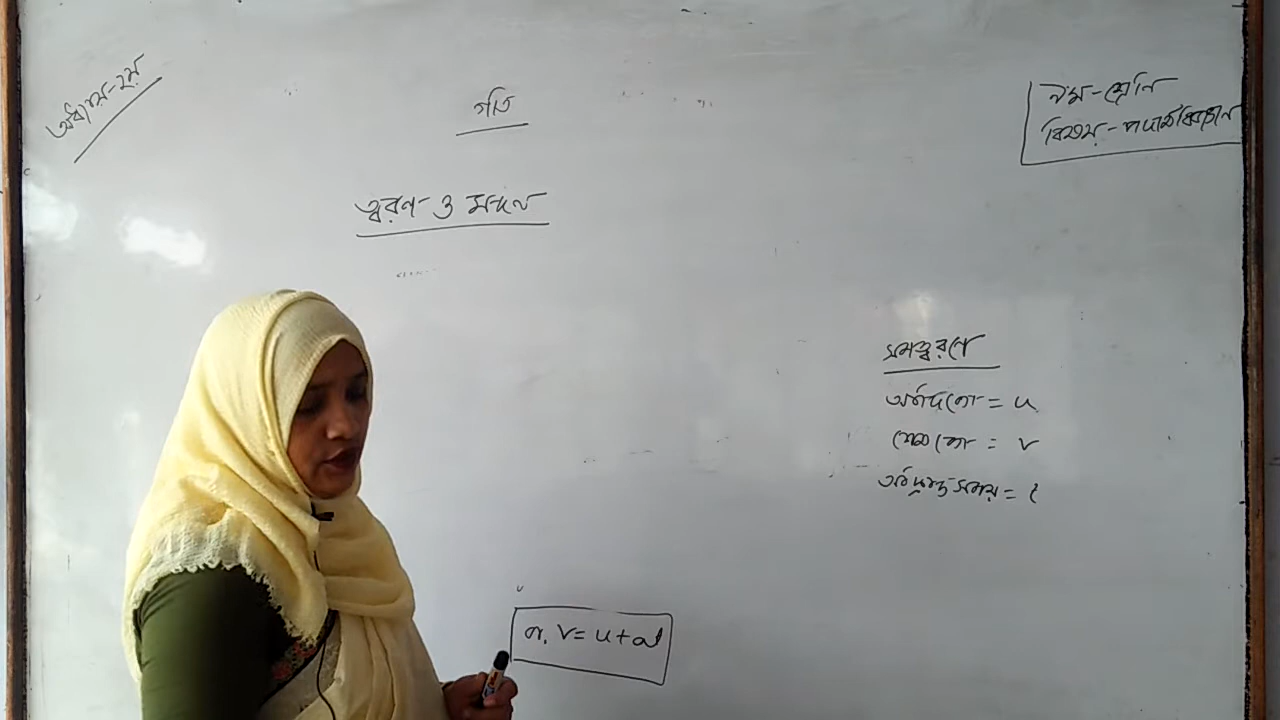 অধ্যায়-২য়
গতি
নবম-শ্রেণি
বিষয়-পদার্থবিজ্ঞান
ত্বরণ ও মন্দন
সমত্বরণে
আদিবেগ = u
শেষবেগ = v
অতিক্রান্ত সময় = t
বা, v = u + at